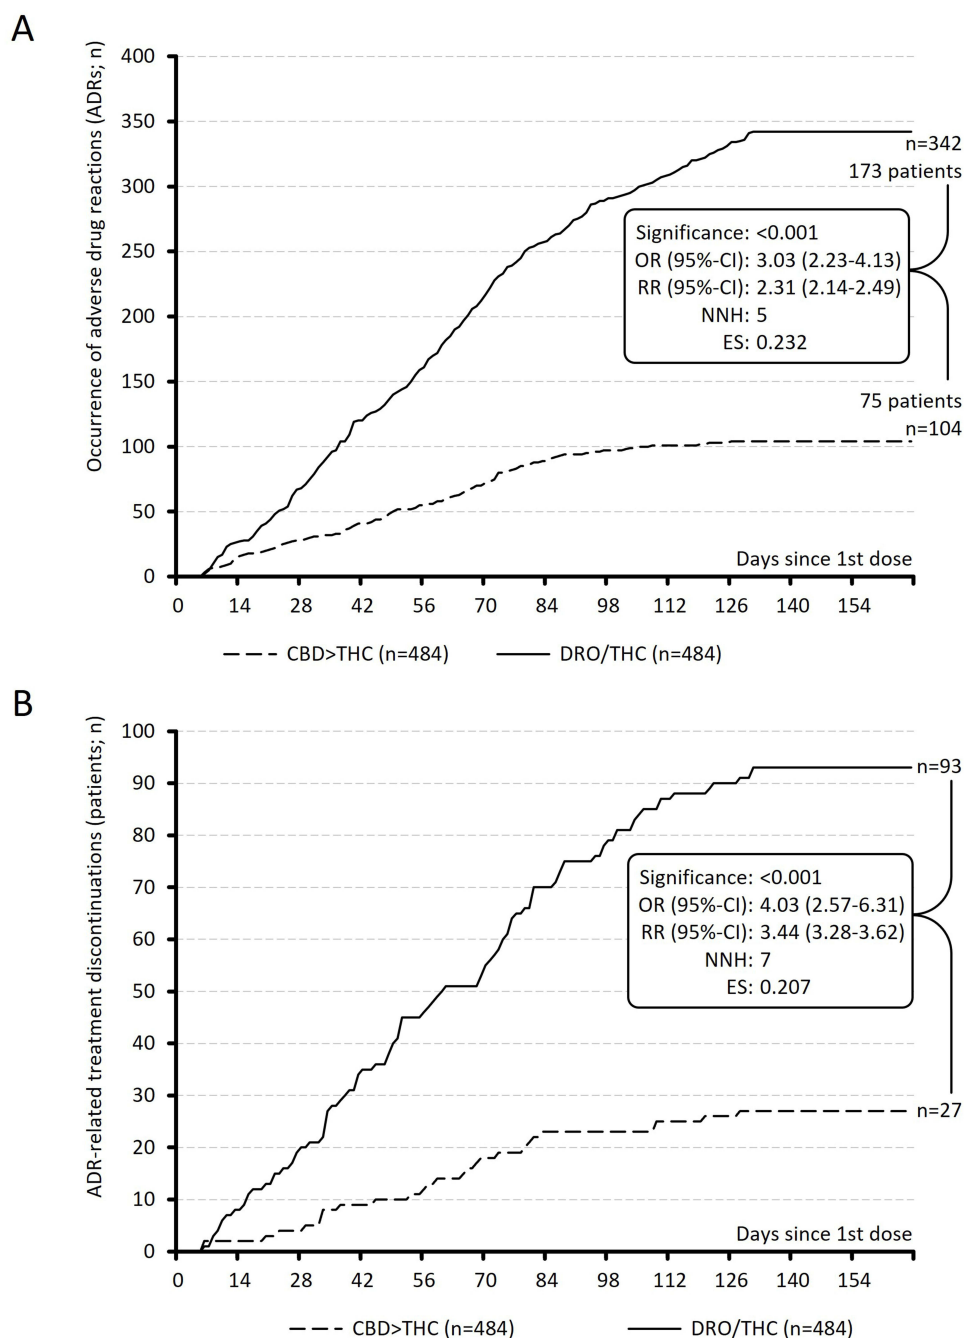 A
Occurrence of adverse drug reactions (ADRs; n)
400
350
300
250
200
150
100
50
0
n=342
173 patients
Significance: <0.001
OR (95%-CI): 3.03 (2.23-4.13)
RR (95%-CI): 2.31 (2.14-2.49)
NNH: 5
ES: 0.232
75 patients
n=104
Days since 1st dose
0 14 28 42 56 70 84 98 112 126 140 154
CBD>THC (n=484) DRO/THC (n=484)
B
ADR-related treatment discontinuations (patients; n)
100
90
80
70
60
50
40
30
20
10
0
n=93
Significance: <0.001
OR (95%-CI): 4.03 (2.57-6.31)
RR (95%-CI): 3.44 (3.28-3.62)
NNH: 7
ES: 0.207
n=27
Days since 1st dose
0 14 28 42 56 70 84 98 112 126 140 154
CBD>THC (n=484) DRO/THC (n=484)